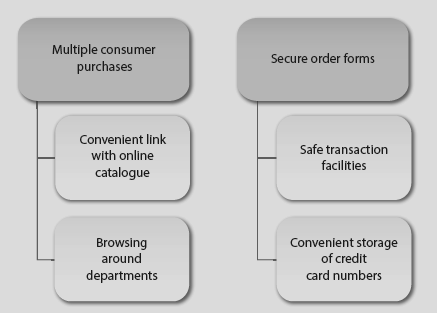 Multiple consumer
purchases
Convenient link
with online
catalogue
Browsing
around
departments
Secure order forms
Safe transaction
facilities
Convenient storage
of credit
card numbers